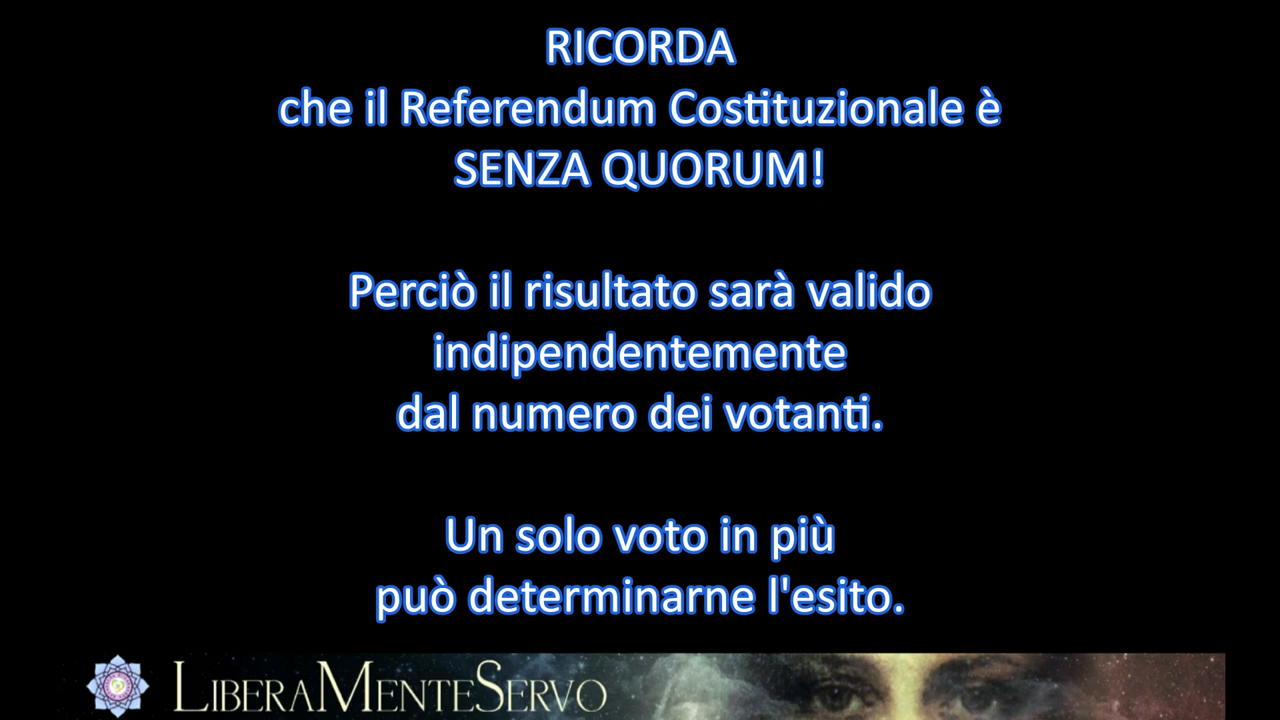 RICORDA
che il Referendum Costituzionale è
SENZA QUORUM!
Perciò il risultato sarà valido
indipendentemente
dal numero dei votanti.
Un solo voto in più
può determinarne l'esito.
LIBERAMENTESERVO